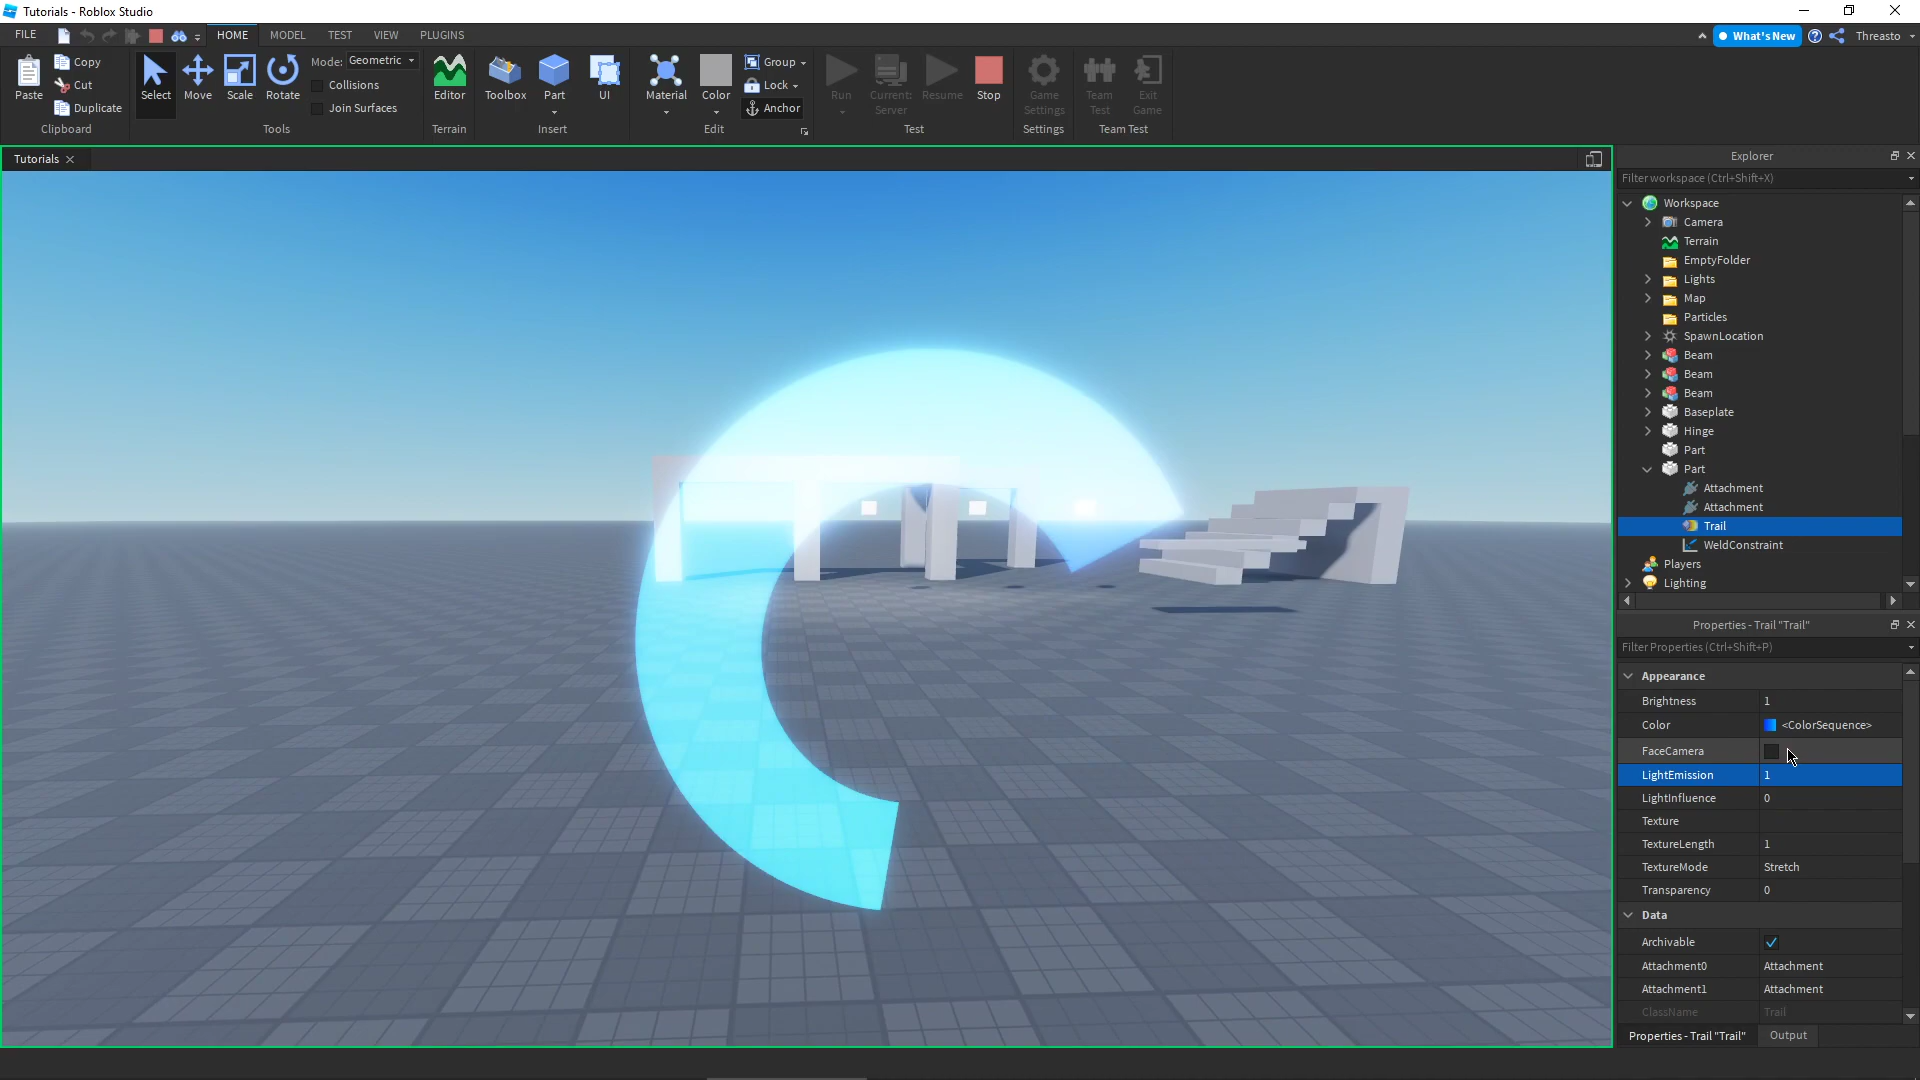 Tutorials - Roblox Studio
FILE
HOME
MODEL
TEST
VIEW
PLUGINS
What's New
Threasto
Paste
Copy
Cut
Duplicate
Clipboard
Select
Move
Scale
Rotate
Mode: Geometric
Collisions
Join Surfaces
Tools
Editor
Terrain
Toolbox
Part
UI
Insert
Material
Color
Group
Lock
Anchor
Edit
Run
Current: Server
Resume
Stop
Test
Game Settings
Settings
Team Test
Exit Game
Team Test
Tutorials
Explorer
Filter workspace (Ctrl+Shift+X)
Workspace
Camera
Terrain
EmptyFolder
Lights
Map
Particles
SpawnLocation
Beam
Beam
Beam
Baseplate
Hinge
Part
Part
Attachment
Attachment
Trail
WeldConstraint
Players
Lighting
Properties - Trail "Trail"
Filter Properties (Ctrl+Shift+P)
Appearance
Brightness 1
Color <ColorSequence>
FaceCamera
LightEmission 1
LightInfluence 0
Texture
TextureLength 1
TextureMode Stretch
Transparency 0
Data
Archivable
Attachment0 Attachment
Attachment1 Attachment
ClassName Trail
Properties - Trail "Trail"
Output